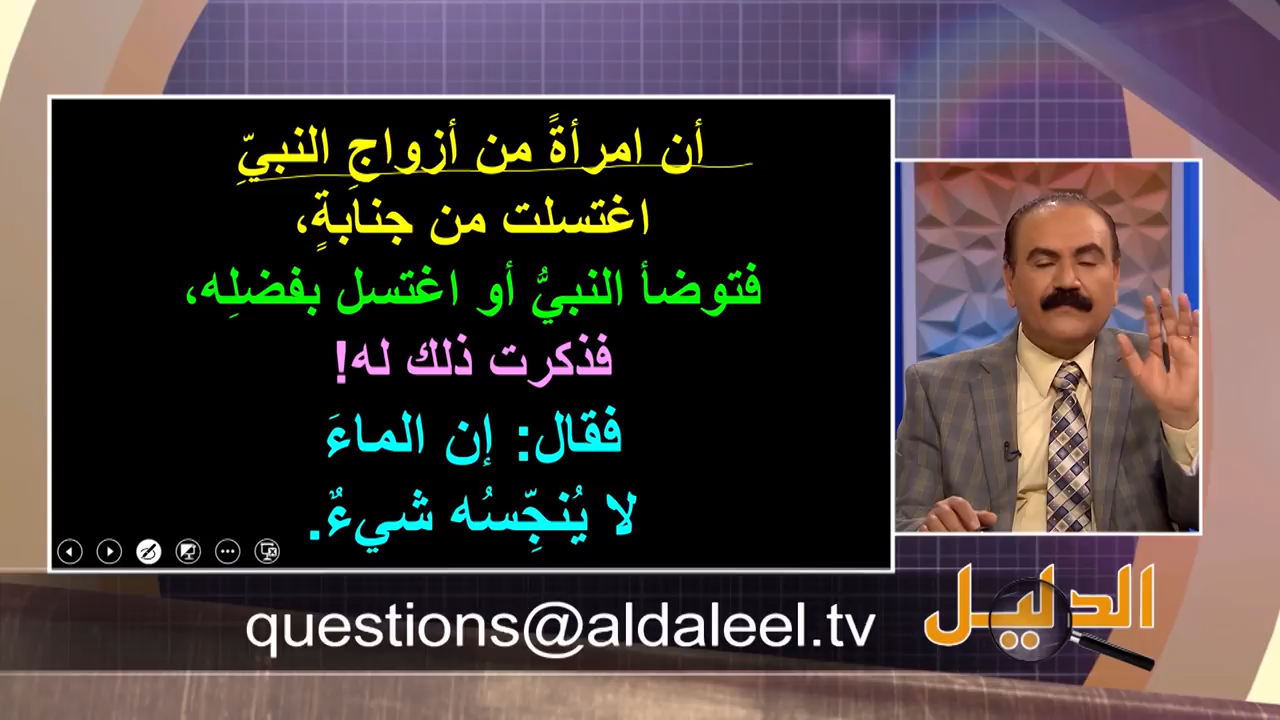 أن امرأةً من أزواجِ النبيِّ
اغتسلت من جنابةٍ،
فتوضأ النبيُّ أو اغتسل بفضلِه،
فذكرت ذلك له!
فقال: إن الماءَ
لا يُنجِّسُه شيءٌ.
questions@aldaleel.tv
الدليل